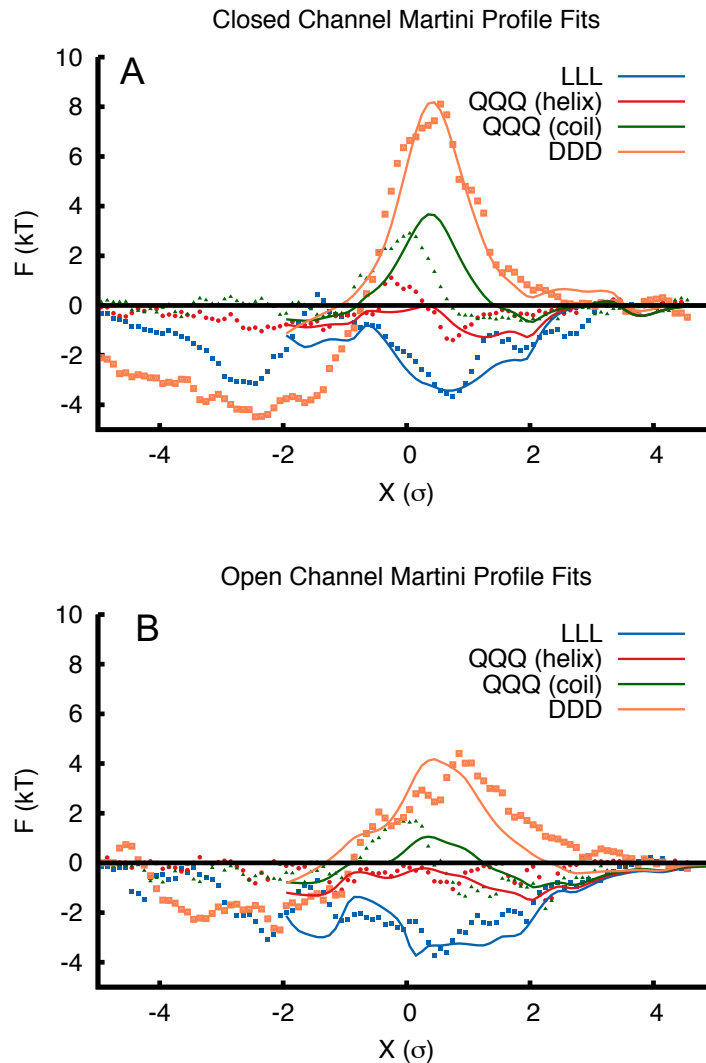 Closed Channel Martini Profile Fits
A
LLL
QQQ (helix)
QQQ (coil)
DDD
10
8
6
4
2
0
-2
-4
F (kT)
-4
-2
0
2
4
X (σ)
Open Channel Martini Profile Fits
B
LLL
QQQ (helix)
QQQ (coil)
DDD
10
8
6
4
2
0
-2
-4
F (kT)
-4
-2
0
2
4
X (σ)